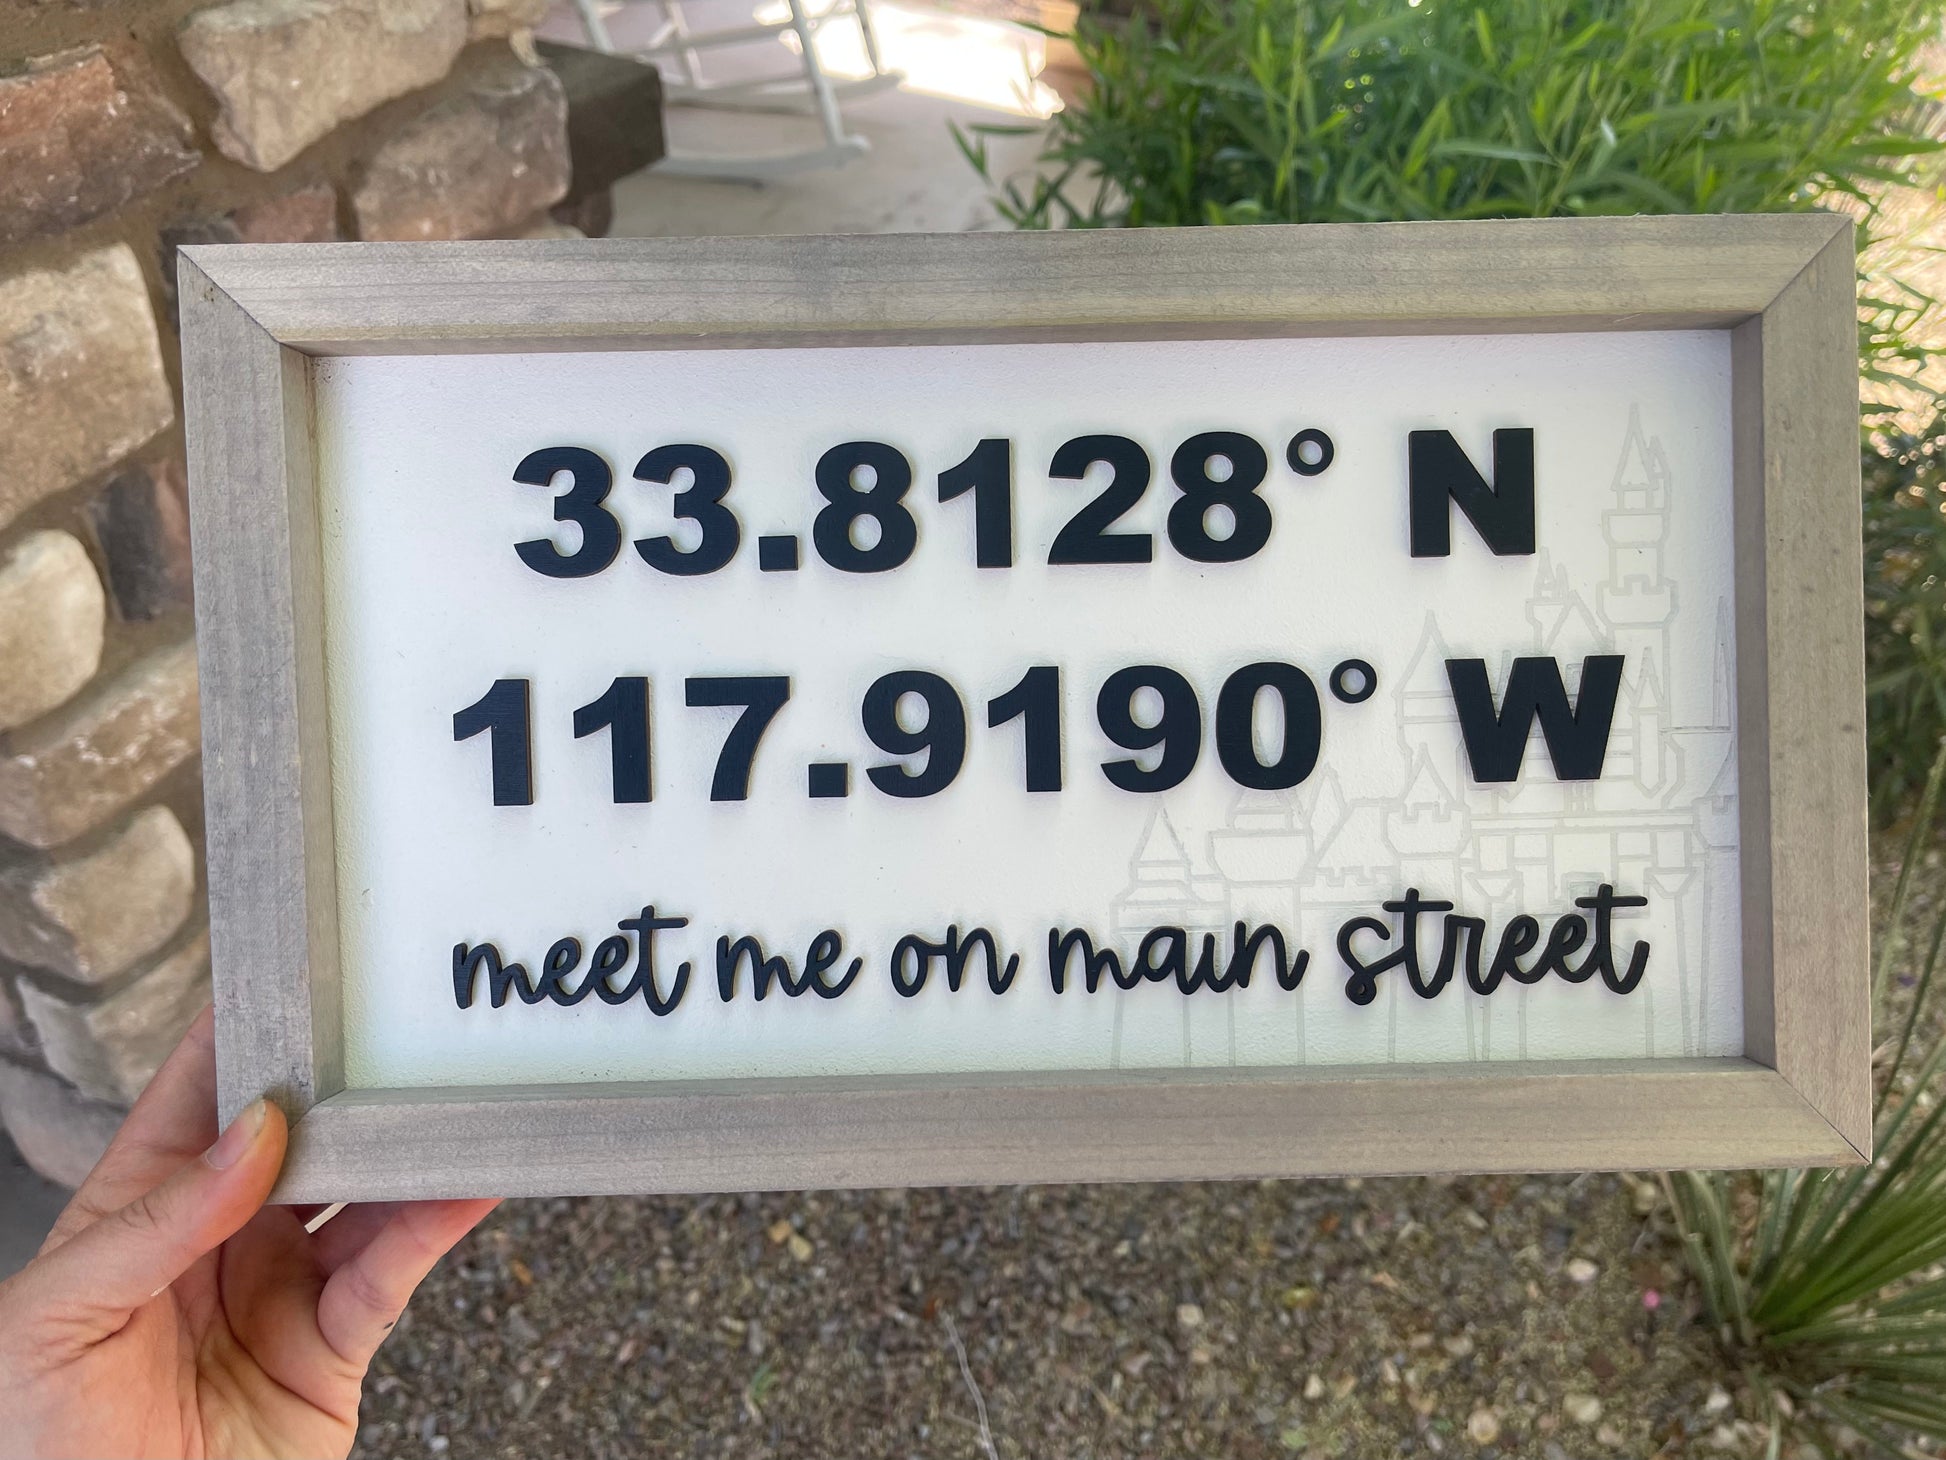 33.8128° N
117.9190° W
meet me on main street